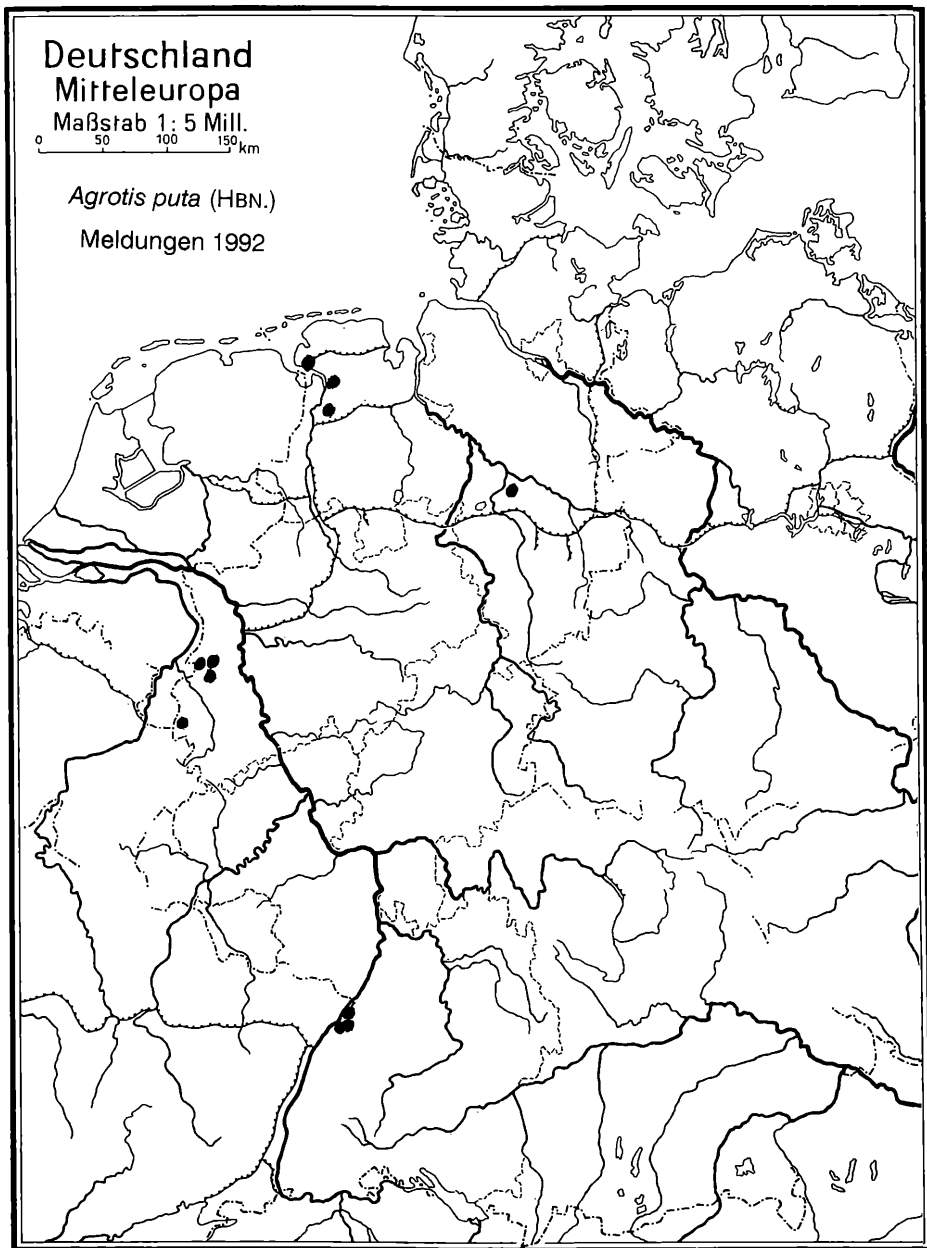 Deutschland
Mitteleuropa
Maßstab 1: 5 Mill.
0 50 100 150 km
Agrotis puta (HBN.)
Meldungen 1992